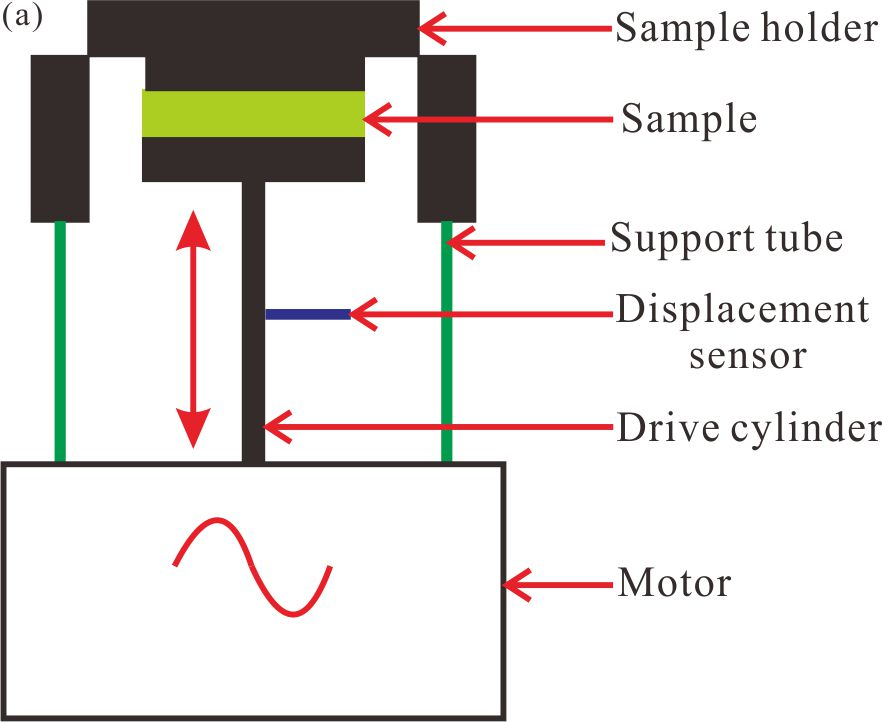 (a)
Sample holder
Sample
Support tube
Displacement
sensor
Drive cylinder
Motor